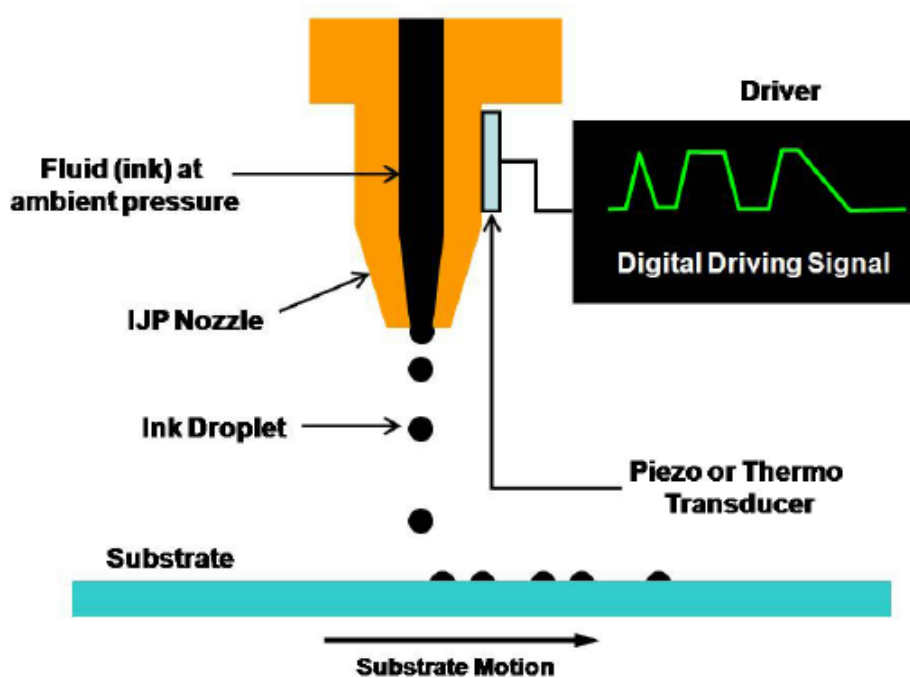 Driver
Fluid (ink) at
ambient pressure
Digital Driving Signal
IJP Nozzle
Ink Droplet
Piezo or Thermo
Transducer
Substrate
Substrate Motion